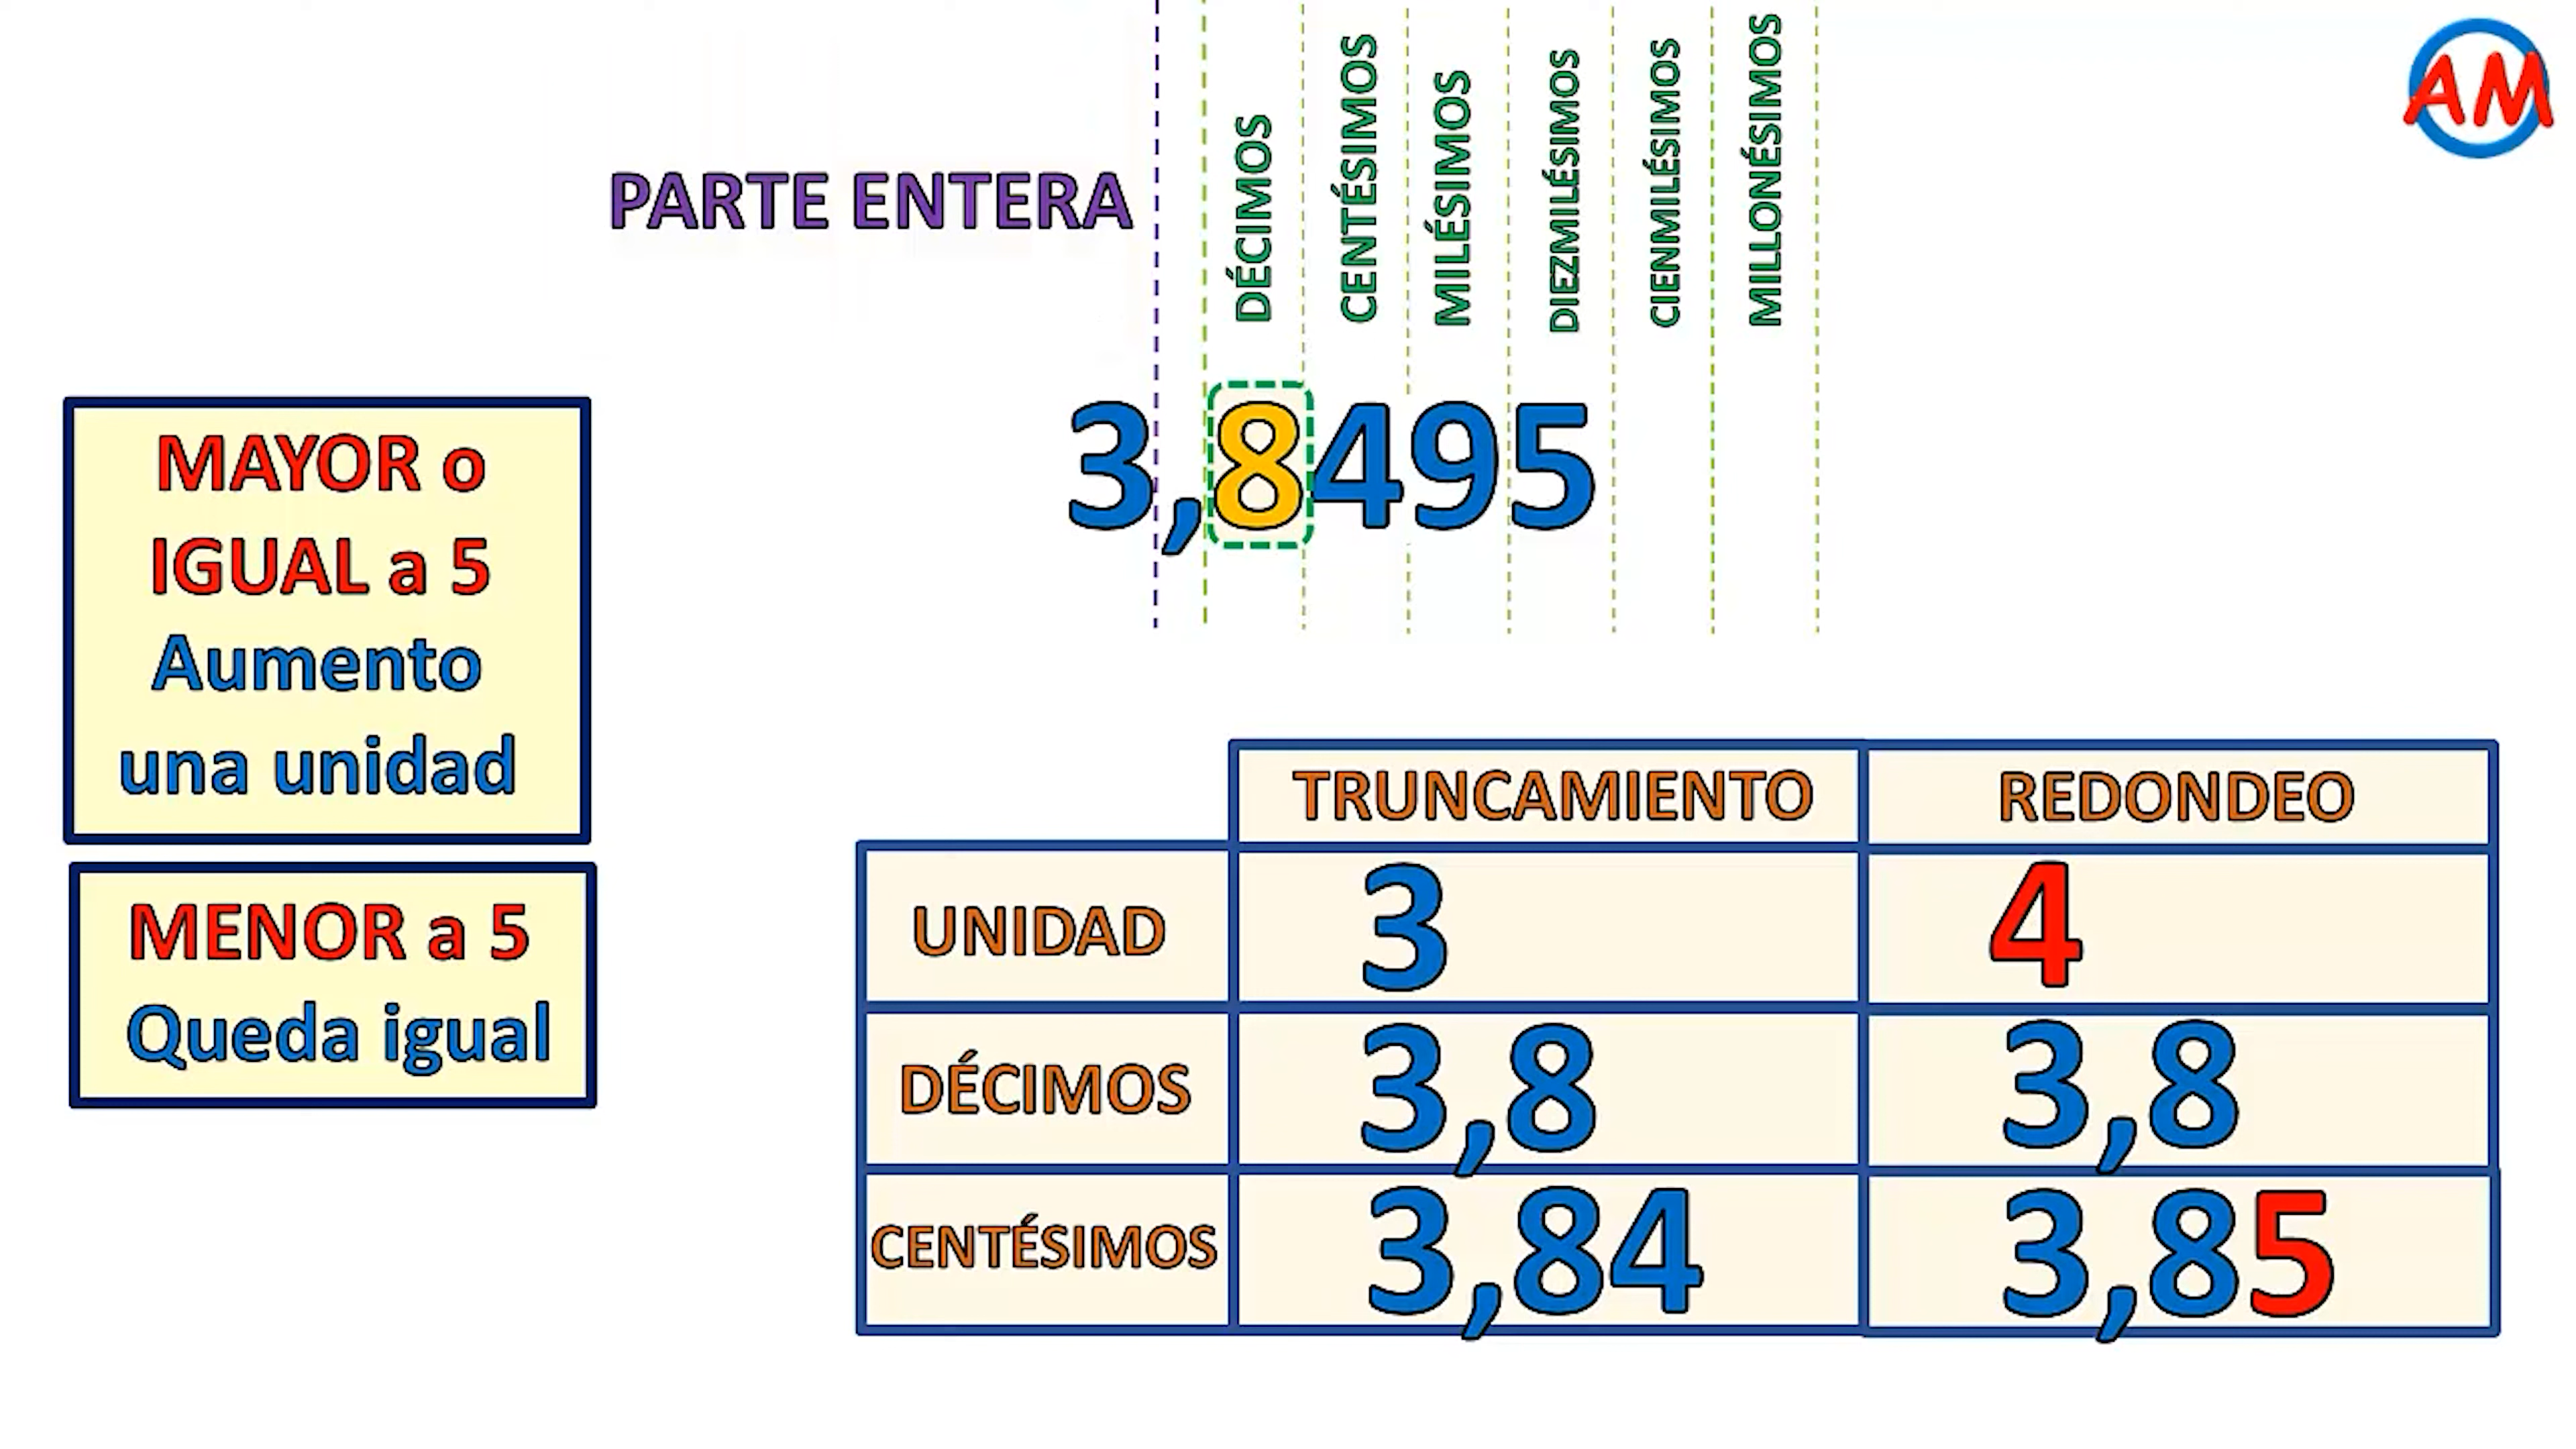 AM
PARTE ENTERA
DÉCIMOS
CENTÉSIMOS
MILÉSIMOS
DIEZMILÉSIMOS
CIENMILÉSIMOS
MILLONÉSIMOS
3,8495
MAYOR o
IGUAL a 5
Aumento
una unidad
MENOR a 5
Queda igual
TRUNCAMIENTO REDONDEO
UNIDAD 3 4
DÉCIMOS 3,8 3,8
CENTÉSIMOS 3,84 3,85